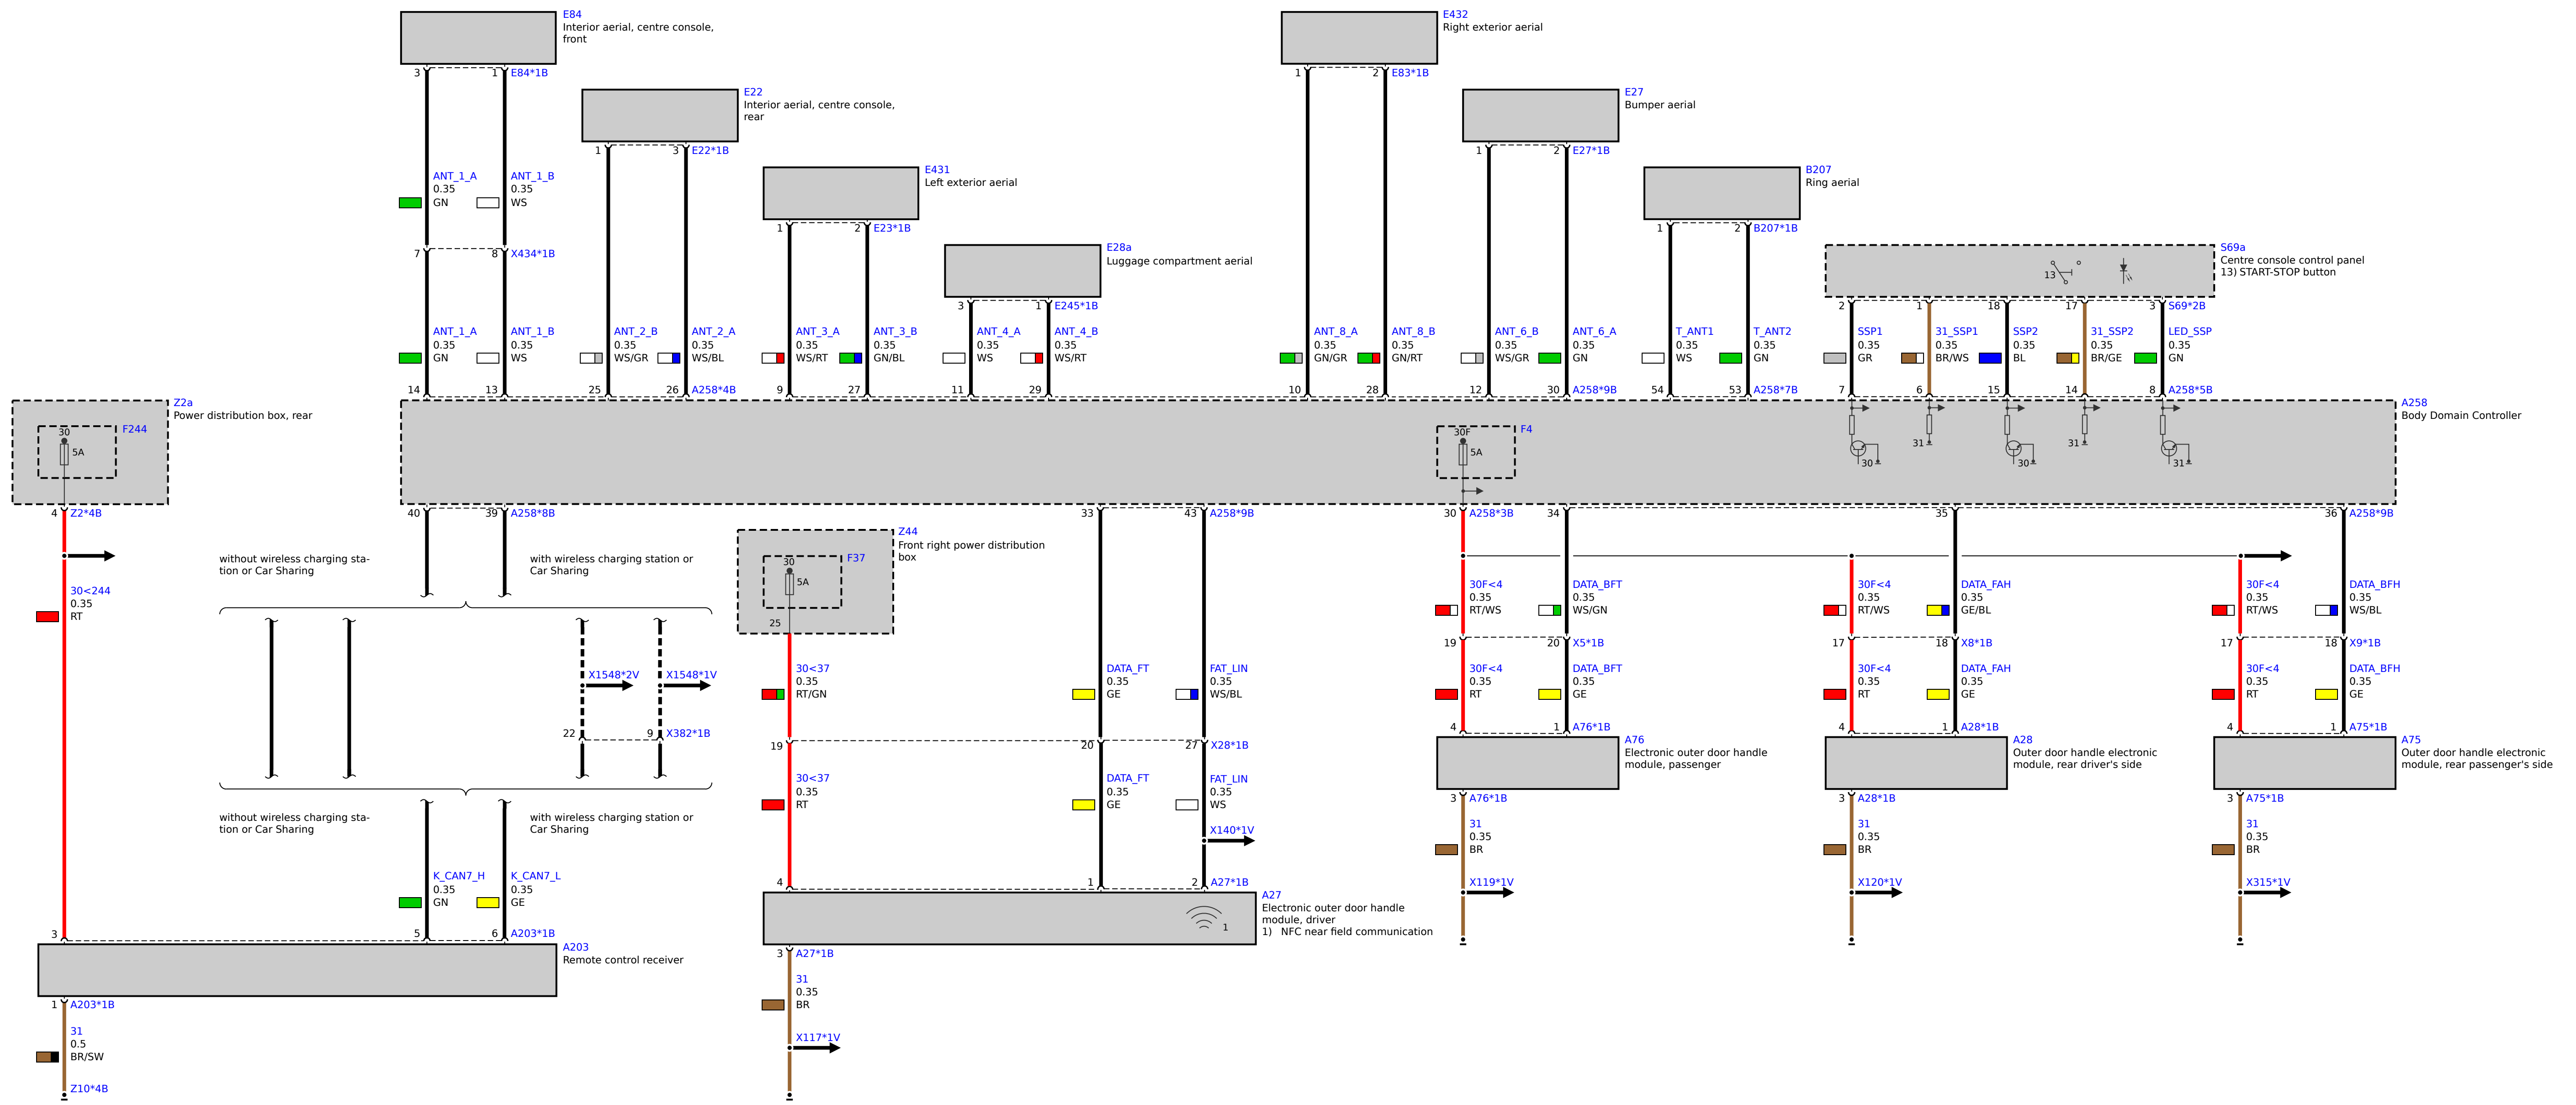 E84
Interior aerial, centre console,
front
3
1
E84*1B
ANT_1_A
0.35
GN
ANT_1_B
0.35
WS
7
8
X434*1B
ANT_1_A
0.35
GN
ANT_1_B
0.35
WS
14
13
E22
Interior aerial, centre console,
rear
1
3
E22*1B
ANT_2_B
0.35
WS/GR
ANT_2_A
0.35
WS/BL
25
26
A258*4B
E431
Left exterior aerial
1
2
E23*1B
ANT_3_A
0.35
WS/RT
ANT_3_B
0.35
GN/BL
9
27
E28a
Luggage compartment aerial
3
1
E245*1B
ANT_4_A
0.35
WS
ANT_4_B
0.35
WS/RT
11
29
E432
Right exterior aerial
1
2
E83*1B
ANT_8_A
0.35
GN/GR
ANT_8_B
0.35
GN/RT
10
28
E27
Bumper aerial
1
2
E27*1B
ANT_6_B
0.35
WS/GR
ANT_6_A
0.35
GN
12
30
A258*9B
B207
Ring aerial
1
2
B207*1B
T_ANT1
0.35
WS
T_ANT2
0.35
GN
54
53
A258*7B
S69a
Centre console control panel
13) START-STOP button
13
2
1
18
17
3
S69*2B
SSP1
0.35
GR
31_SSP1
0.35
BR/WS
SSP2
0.35
BL
31_SSP2
0.35
BR/GE
LED_SSP
0.35
GN
7
6
15
14
8
A258*5B
Z2a
Power distribution box, rear
F244
30
5A
4
Z2*4B
30<244
0.35
RT
A258
Body Domain Controller
F4
30F
5A
30
31
30
31
31
40
39
A258*8B
without wireless charging sta-
tion or Car Sharing
with wireless charging station or
Car Sharing
X1548*2V
X1548*1V
22
9
X382*1B
without wireless charging sta-
tion or Car Sharing
with wireless charging station or
Car Sharing
K_CAN7_H
0.35
GN
K_CAN7_L
0.35
GE
3
5
6
A203*1B
A203
Remote control receiver
1
A203*1B
31
0.5
BR/SW
Z10*4B
Z44
Front right power distribution
box
F37
30
5A
25
30<37
0.35
RT/GN
33
43
A258*9B
DATA_FT
0.35
GE
FAT_LIN
0.35
WS/BL
19
20
27
X28*1B
30<37
0.35
RT
DATA_FT
0.35
GE
FAT_LIN
0.35
WS
X140*1V
4
1
2
A27*1B
A27
Electronic outer door handle
module, driver
1) NFC near field communication
1
3
A27*1B
31
0.35
BR
X117*1V
30
A258*3B
34
35
36
A258*9B
30F<4
0.35
RT/WS
DATA_BFT
0.35
WS/GN
19
20
X5*1B
30F<4
0.35
RT
DATA_BFT
0.35
GE
4
1
A76*1B
A76
Electronic outer door handle
module, passenger
3
A76*1B
31
0.35
BR
X119*1V
30F<4
0.35
RT/WS
DATA_FAH
0.35
GE/BL
17
18
X8*1B
30F<4
0.35
RT
DATA_FAH
0.35
GE
4
1
A28*1B
A28
Outer door handle electronic
module, rear driver's side
3
A28*1B
31
0.35
BR
X120*1V
30F<4
0.35
RT/WS
DATA_BFH
0.35
WS/BL
17
18
X9*1B
30F<4
0.35
RT
DATA_BFH
0.35
GE
4
1
A75*1B
A75
Outer door handle electronic
module, rear passenger's side
3
A75*1B
31
0.35
BR
X315*1V